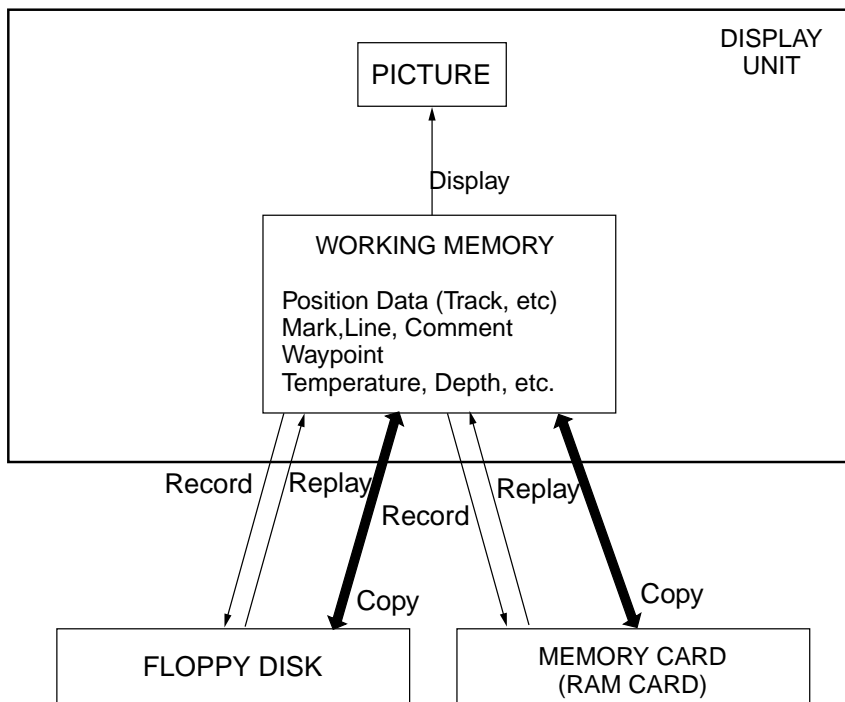 DISPLAY
UNIT
PICTURE
Display
WORKING MEMORY
Position Data (Track, etc)
Mark,Line, Comment
Waypoint
Temperature, Depth, etc.
Record
Replay
Record
Replay
Copy
Copy
FLOPPY DISK
MEMORY CARD
(RAM CARD)